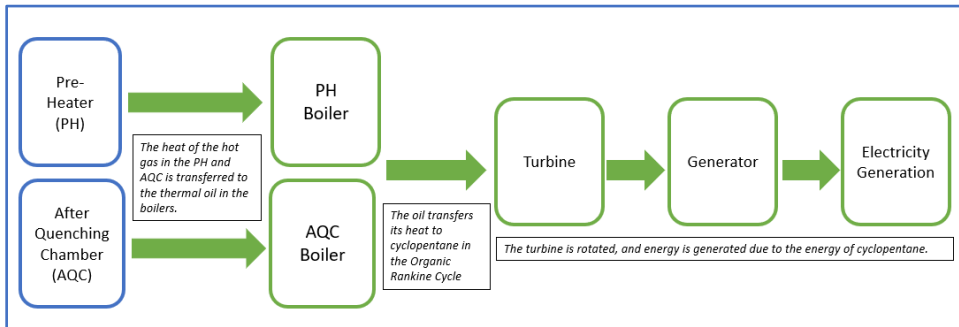 Pre-
Heater
(PH)
PH
Boiler
The heat of the hot
gas in the PH and
AQC is transferred to
the thermal oil in the
boilers.
Turbine
Generator
Electricity
Generation
After
Quenching
Chamber
(AQC)
AQC
Boiler
The oil transfers
its heat to
cyclopentane in
the Organic
Rankine Cycle
The turbine is rotated, and energy is generated due to the energy of cyclopentane.